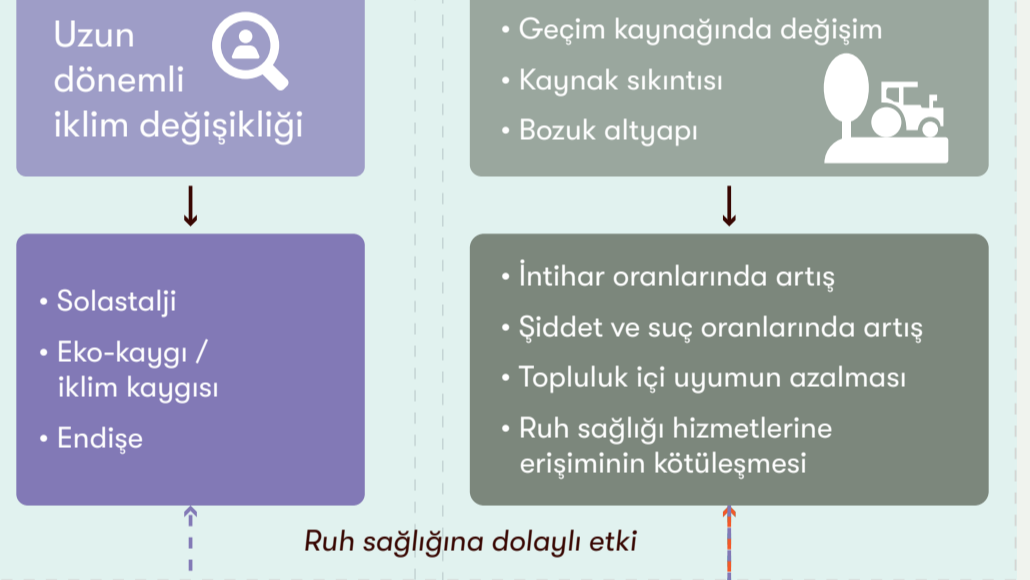 Uzun
dönemli
iklim değişikliği
• Geçim kaynağında değişim
• Kaynak sıkıntısı
• Bozuk altyapı
• Solastalji
• Eko-kaygı /
iklim kaygısı
• Endişe
• İntihar oranlarında artış
• Şiddet ve suç oranlarında artış
• Topluluk içi uyumun azalması
• Ruh sağlığı hizmetlerine
erişiminin kötüleşmesi
Ruh sağlığına dolaylı etki